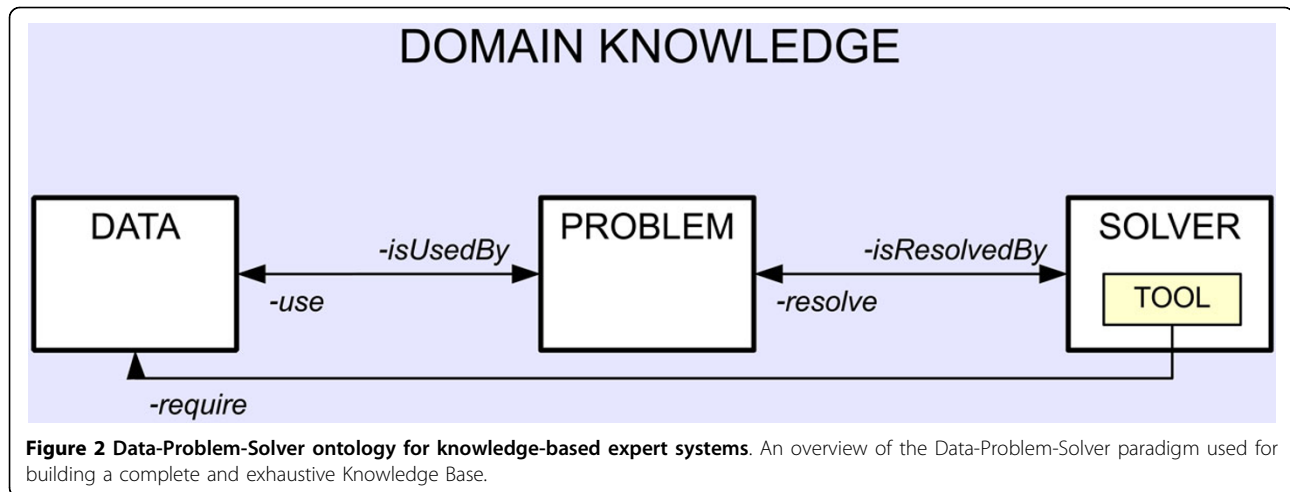 DOMAIN KNOWLEDGE
DATA
PROBLEM
SOLVER
-isUsedBy
-isResolvedBy
-use
-resolve
TOOL
-require
Figure 2 Data-Problem-Solver ontology for knowledge-based expert systems. An overview of the Data-Problem-Solver paradigm used for
building a complete and exhaustive Knowledge Base.